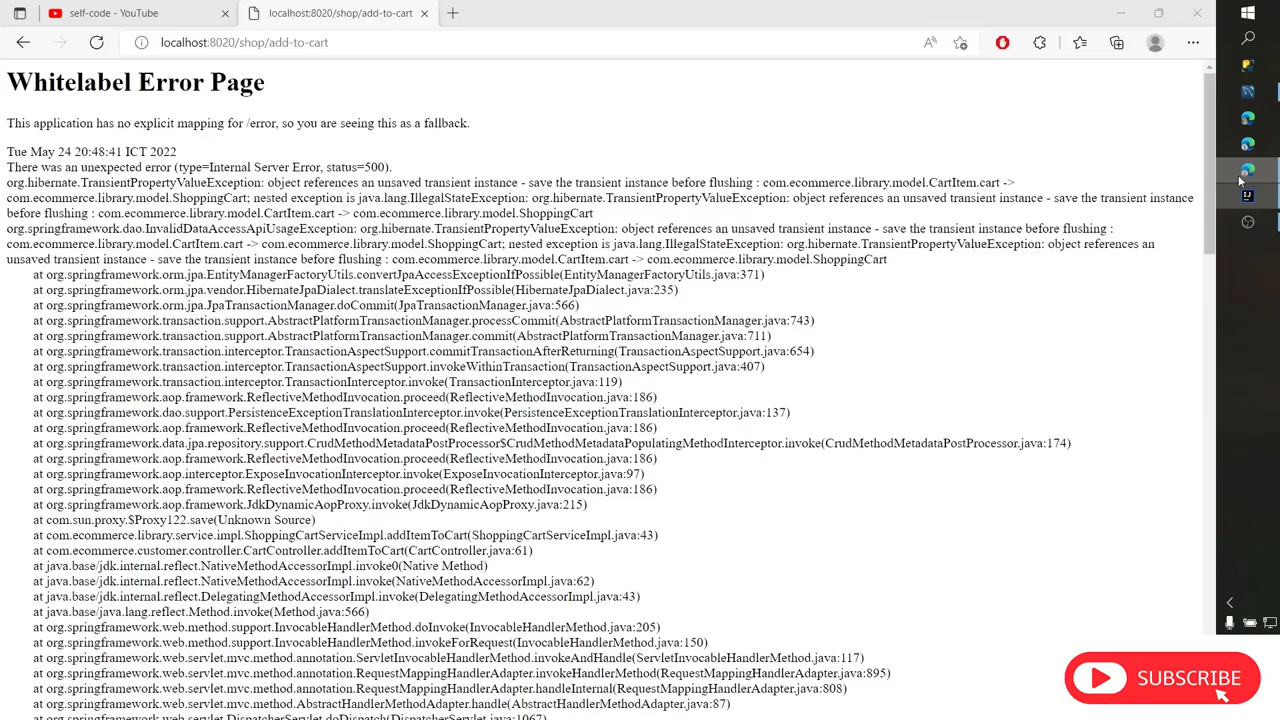 self-code - YouTube
localhost:8020/shop/add-to-cart
localhost:8020/shop/add-to-cart
Whitelabel Error Page
This application has no explicit mapping for /error, so you are seeing this as a fallback.
Tue May 24 20:48:41 ICT 2022
There was an unexpected error (type=Internal Server Error, status=500).
org.hibernate.TransientPropertyValueException: object references an unsaved transient instance - save the transient instance before flushing : com.ecommerce.library.model.CartItem.cart ->
com.ecommerce.library.model.ShoppingCart; nested exception is java.lang.IllegalStateException: org.hibernate.TransientPropertyValueException: object references an unsaved transient instance - save the transient instance
before flushing : com.ecommerce.library.model.CartItem.cart -> com.ecommerce.library.model.ShoppingCart
org.springframework.dao.InvalidDataAccessApiUsageException: org.hibernate.TransientPropertyValueException: object references an unsaved transient instance - save the transient instance before flushing :
com.ecommerce.library.model.CartItem.cart -> com.ecommerce.library.model.ShoppingCart; nested exception is java.lang.IllegalStateException: org.hibernate.TransientPropertyValueException: object references an
unsaved transient instance - save the transient instance before flushing : com.ecommerce.library.model.CartItem.cart -> com.ecommerce.library.model.ShoppingCart
at org.springframework.orm.jpa.EntityManagerFactoryUtils.convertJpaAccessExceptionIfPossible(EntityManagerFactoryUtils.java:371)
at org.springframework.orm.jpa.vendor.HibernateJpaDialect.translateExceptionIfPossible(HibernateJpaDialect.java:235)
at org.springframework.orm.jpa.JpaTransactionManager.doCommit(JpaTransactionManager.java:566)
at org.springframework.transaction.support.AbstractPlatformTransactionManager.processCommit(AbstractPlatformTransactionManager.java:743)
at org.springframework.transaction.support.AbstractPlatformTransactionManager.commit(AbstractPlatformTransactionManager.java:711)
at org.springframework.transaction.interceptor.TransactionAspectSupport.commitTransactionAfterReturning(TransactionAspectSupport.java:654)
at org.springframework.transaction.interceptor.TransactionAspectSupport.invokeWithinTransaction(TransactionAspectSupport.java:407)
at org.springframework.transaction.interceptor.TransactionInterceptor.invoke(TransactionInterceptor.java:119)
at org.springframework.aop.framework.ReflectiveMethodInvocation.proceed(ReflectiveMethodInvocation.java:186)
at org.springframework.dao.support.PersistenceExceptionTranslationInterceptor.invoke(PersistenceExceptionTranslationInterceptor.java:137)
at org.springframework.aop.framework.ReflectiveMethodInvocation.proceed(ReflectiveMethodInvocation.java:186)
at org.springframework.data.jpa.repository.support.CrudMethodMetadataPostProcessor$CrudMethodMetadataPopulatingMethodInterceptor.invoke(CrudMethodMetadataPostProcessor.java:174)
at org.springframework.aop.framework.ReflectiveMethodInvocation.proceed(ReflectiveMethodInvocation.java:186)
at org.springframework.aop.interceptor.ExposeInvocationInterceptor.invoke(ExposeInvocationInterceptor.java:97)
at org.springframework.aop.framework.ReflectiveMethodInvocation.proceed(ReflectiveMethodInvocation.java:186)
at org.springframework.aop.framework.JdkDynamicAopProxy.invoke(JdkDynamicAopProxy.java:215)
at com.sun.proxy.$Proxy122.save(Unknown Source)
at com.ecommerce.library.service.impl.ShoppingCartServiceImpl.addItemToCart(ShoppingCartServiceImpl.java:43)
at com.ecommerce.customer.controller.CartController.addItemToCart(CartController.java:61)
at java.base/jdk.internal.reflect.NativeMethodAccessorImpl.invoke0(Native Method)
at java.base/jdk.internal.reflect.NativeMethodAccessorImpl.invoke(NativeMethodAccessorImpl.java:62)
at java.base/jdk.internal.reflect.DelegatingMethodAccessorImpl.invoke(DelegatingMethodAccessorImpl.java:43)
at java.base/java.lang.reflect.Method.invoke(Method.java:566)
at org.springframework.web.method.support.InvocableHandlerMethod.doInvoke(InvocableHandlerMethod.java:205)
at org.springframework.web.method.support.InvocableHandlerMethod.invokeForRequest(InvocableHandlerMethod.java:150)
at org.springframework.web.servlet.mvc.method.annotation.ServletInvocableHandlerMethod.invokeAndHandle(ServletInvocableHandlerMethod.java:117)
at org.springframework.web.servlet.mvc.method.annotation.RequestMappingHandlerAdapter.invokeHandlerMethod(RequestMappingHandlerAdapter.java:895)
at org.springframework.web.servlet.mvc.method.annotation.RequestMappingHandlerAdapter.handleInternal(RequestMappingHandlerAdapter.java:808)
at org.springframework.web.servlet.mvc.method.AbstractHandlerMethodAdapter.handle(AbstractHandlerMethodAdapter.java:87)
at org.springframework.web.servlet.DispatcherServlet.doDispatch(DispatcherServlet.java:1067)
SUBSCRIBE